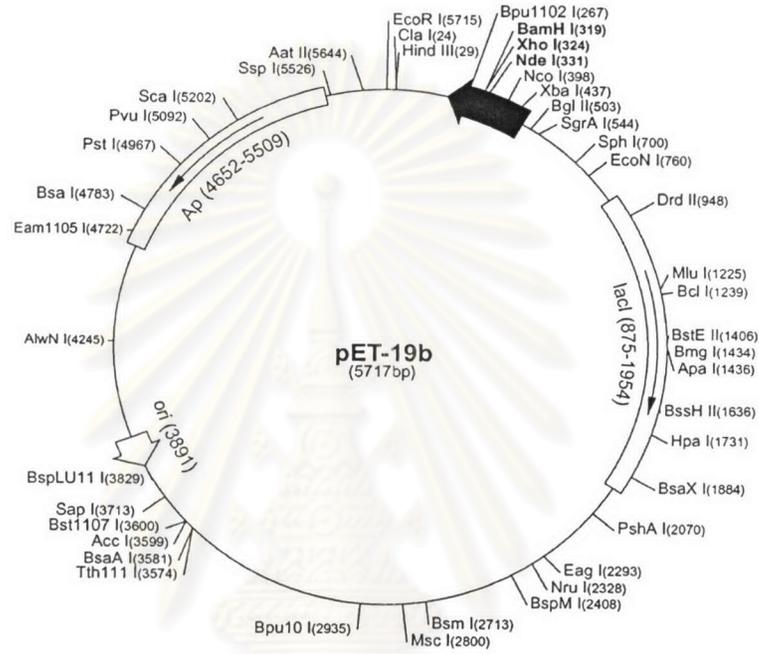 EcoR I(5715)
Cla I(24)
Hind III(29)
Bpu1102 I(267)
BamH I(319)
Xho I(324)
Nde I(331)
Nco I(398)
Xba I(437)
Bgl II(503)
SgrA I(544)
Sph I(700)
EcoN I(760)
Drd II(948)
Mlu I(1225)
Bcl I(1239)
BstE II(1406)
Bmg I(1434)
Apa I(1436)
BssH II(1636)
Hpa I(1731)
BsaX I(1884)
PshA I(2070)
Eag I(2293)
Nru I(2328)
BspM I(2408)
Bsm I(2713)
Msc I(2800)
Bpu10 I(2935)
Tth111 I(3574)
BsaA I(3581)
Acc I(3599)
Bst1107 I(3600)
Sap I(3713)
BspLU11 I(3829)
AlwN I(4245)
Eam1105 I(4722)
Bsa I(4783)
Pst I(4967)
Pvu I(5092)
Sca I(5202)
Ssp I(5526)
Aat II(5644)
Ap (4652-5509)
lacI (875-1954)
ori (3891)
pET-19b
(5717bp)